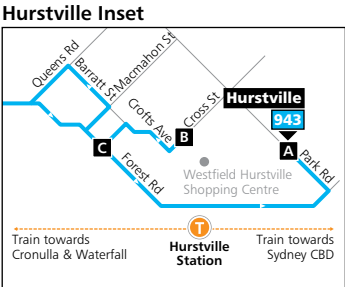 Hurstville Inset
Queens Rd
Barratt St
Macmahon St
Crofts Ave
Cross St
Hurstville
943
A
B
C
Park Rd
Forest Rd
Westfield Hurstville
Shopping Centre
T
Train towards
Cronulla & Waterfall
Hurstville
Station
Train towards
Sydney CBD